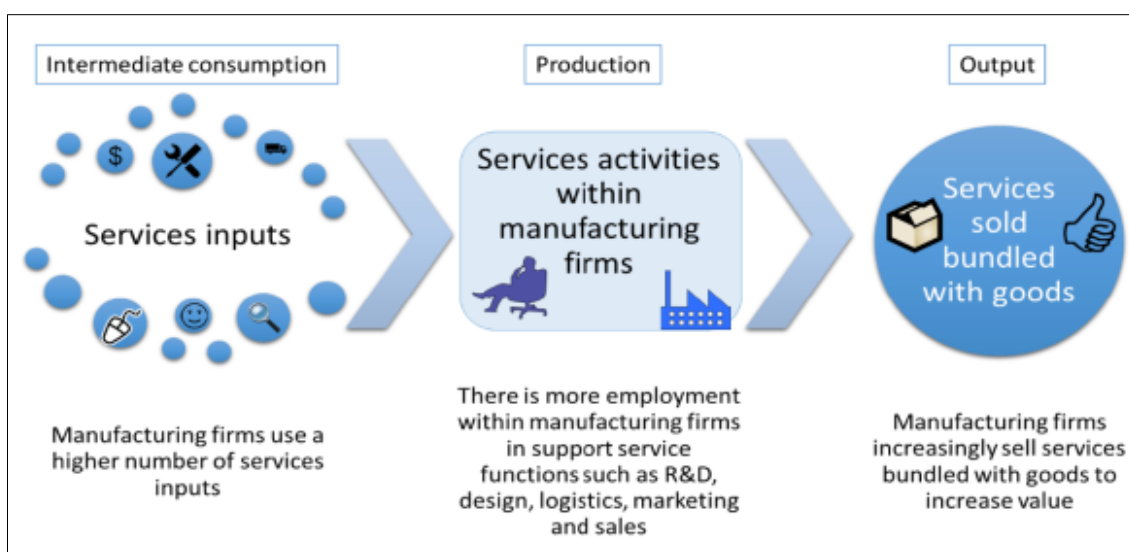 Intermediate consumption
Production
Output
$
Services inputs
Services activities
within
manufacturing
firms
Services
sold
bundled
with goods
Manufacturing firms use a
higher number of services
inputs
There is more employment
within manufacturing firms
in support service
functions such as R&D,
design, logistics, marketing
and sales
Manufacturing firms
increasingly sell services
bundled with goods to
increase value